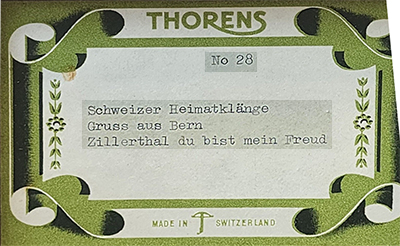 THORENS
No 28
Schweizer Heimatklänge
Gruss aus Bern
Zillerthal du bist mein Freud
MADE IN SWITZERLAND